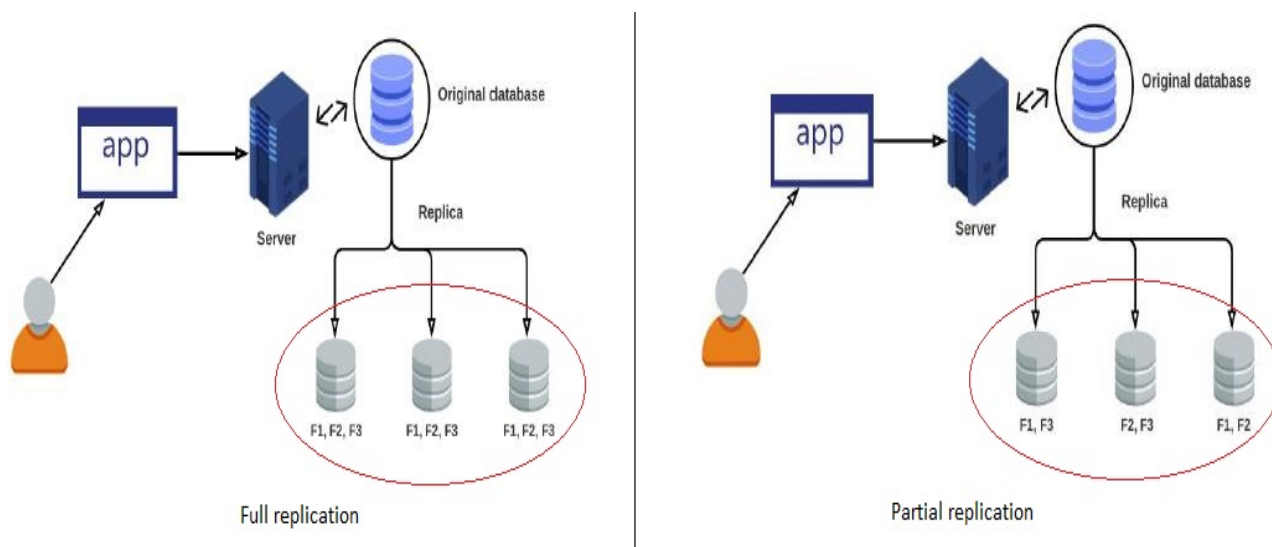 app
Original database
Server
Replica
F1, F2, F3
F1, F2, F3
F1, F2, F3
Full replication
app
Original database
Server
Replica
F1, F3
F2, F3
F1, F2
Partial replication